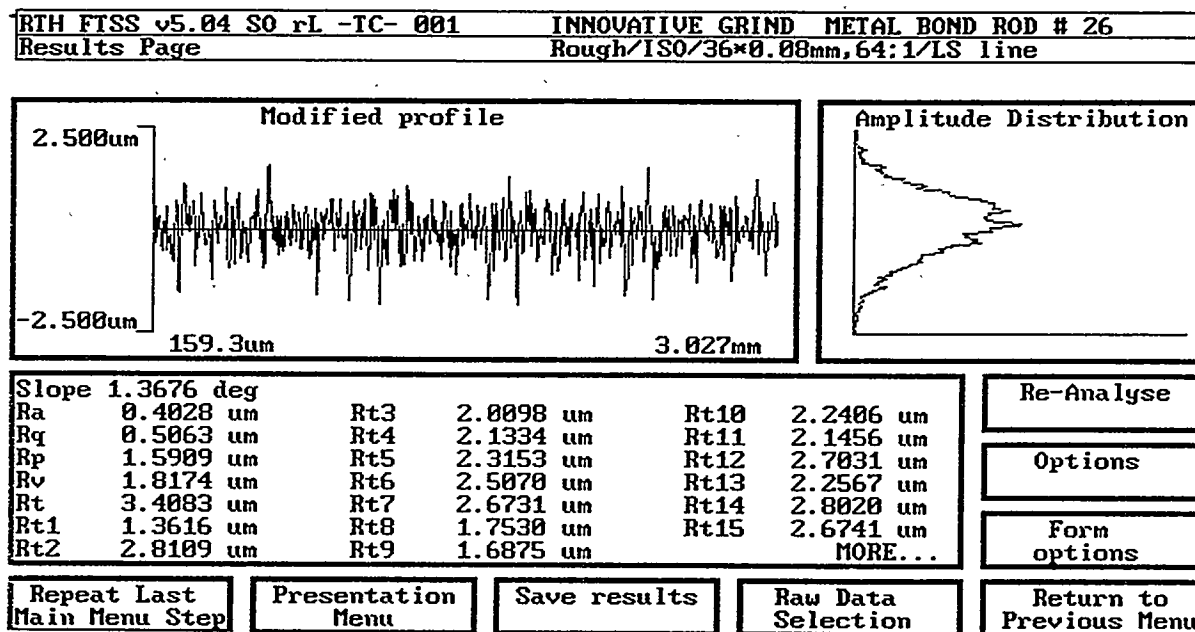 RTH FTSS v5.04 SO rL -TC- 001 INNOVATIVE GRIND METAL BOND ROD # 26
Results Page Rough/ISO/36*0.08mm,64:1/LS line
Modified profile
2.500um
-2.500um
159.3um 3.027mm
Amplitude Distribution
Slope 1.3676 deg
Ra 0.4028 um Rt3 2.0098 um Rt10 2.2406 um
Rq 0.5063 um Rt4 2.1334 um Rt11 2.1456 um
Rp 1.5909 um Rt5 2.3153 um Rt12 2.7031 um
Rv 1.8174 um Rt6 2.5070 um Rt13 2.2567 um
Rt 3.4083 um Rt7 2.6731 um Rt14 2.8020 um
Rt1 1.3616 um Rt8 1.7530 um Rt15 2.6741 um
Rt2 2.8109 um Rt9 1.6875 um MORE...
Re-Analyse
Options
Form
options
Repeat Last
Main Menu Step
Presentation
Menu
Save results
Raw Data
Selection
Return to
Previous Menu